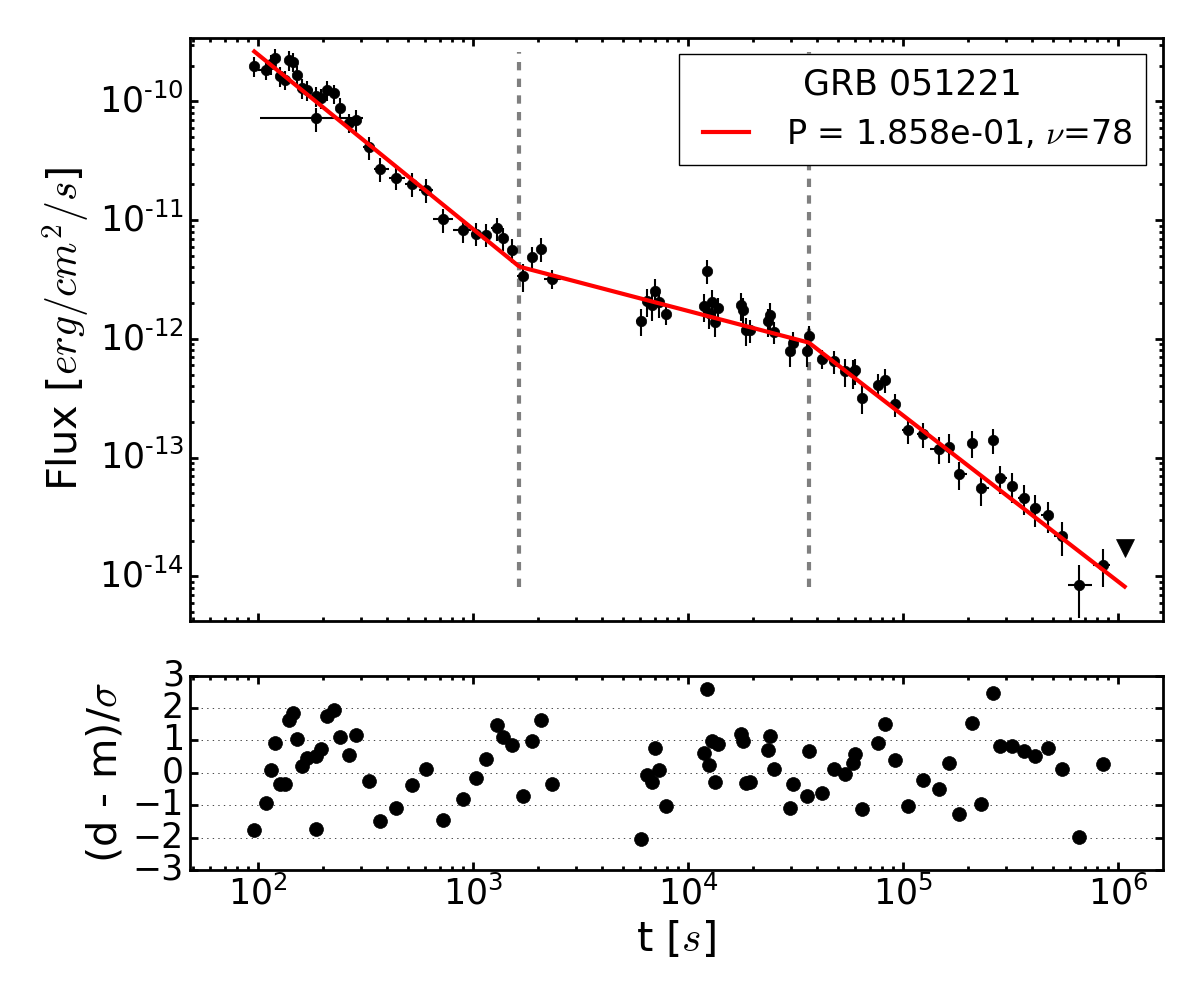 GRB 051221
P = 1.858e-01, ν=78
Flux [erg/cm²/s]
10⁻¹⁰
10⁻¹¹
10⁻¹²
10⁻¹³
10⁻¹⁴
(d - m)/σ
3
2
1
0
−1
−2
−3
10² 10³ 10⁴ 10⁵ 10⁶
t [s]